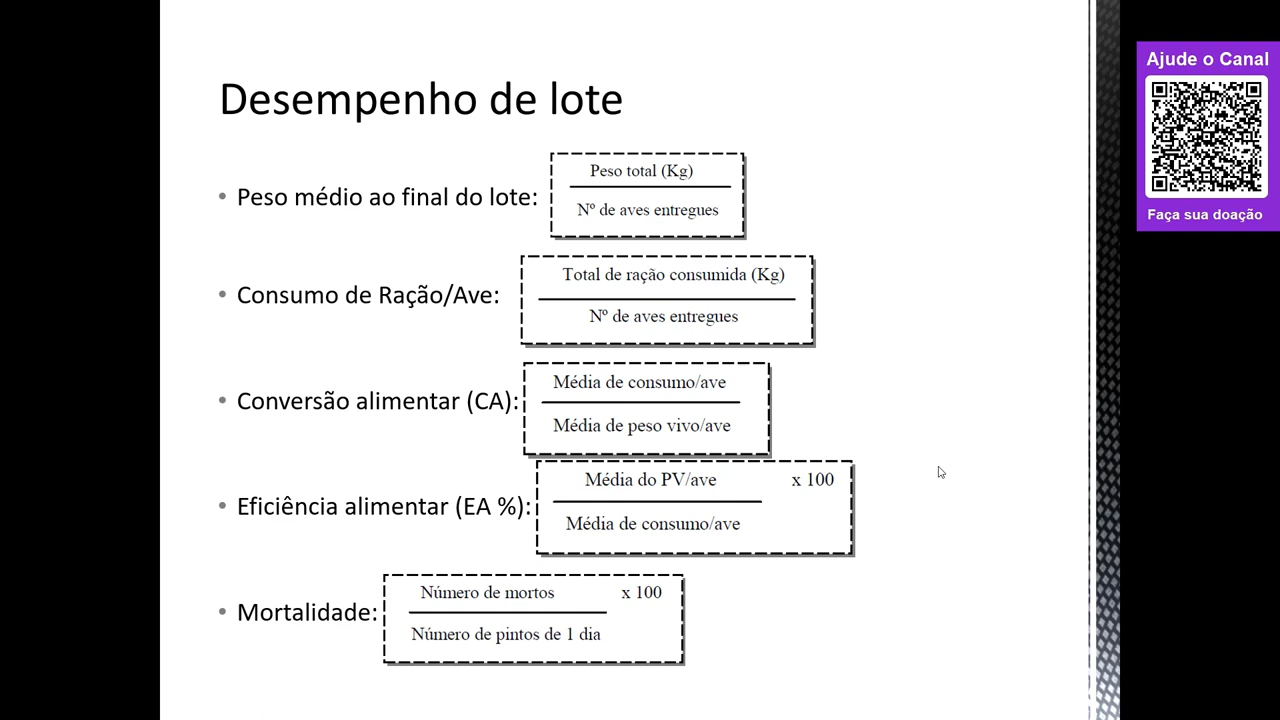 Desempenho de lote
• Peso médio ao final do lote:
Peso total (Kg)
Nº de aves entregues
• Consumo de Ração/Ave:
Total de ração consumida (Kg)
Nº de aves entregues
• Conversão alimentar (CA):
Média de consumo/ave
Média de peso vivo/ave
• Eficiência alimentar (EA %):
Média do PV/ave x 100
Média de consumo/ave
• Mortalidade:
Número de mortos x 100
Número de pintos de 1 dia
Ajude o Canal
Faça sua doação